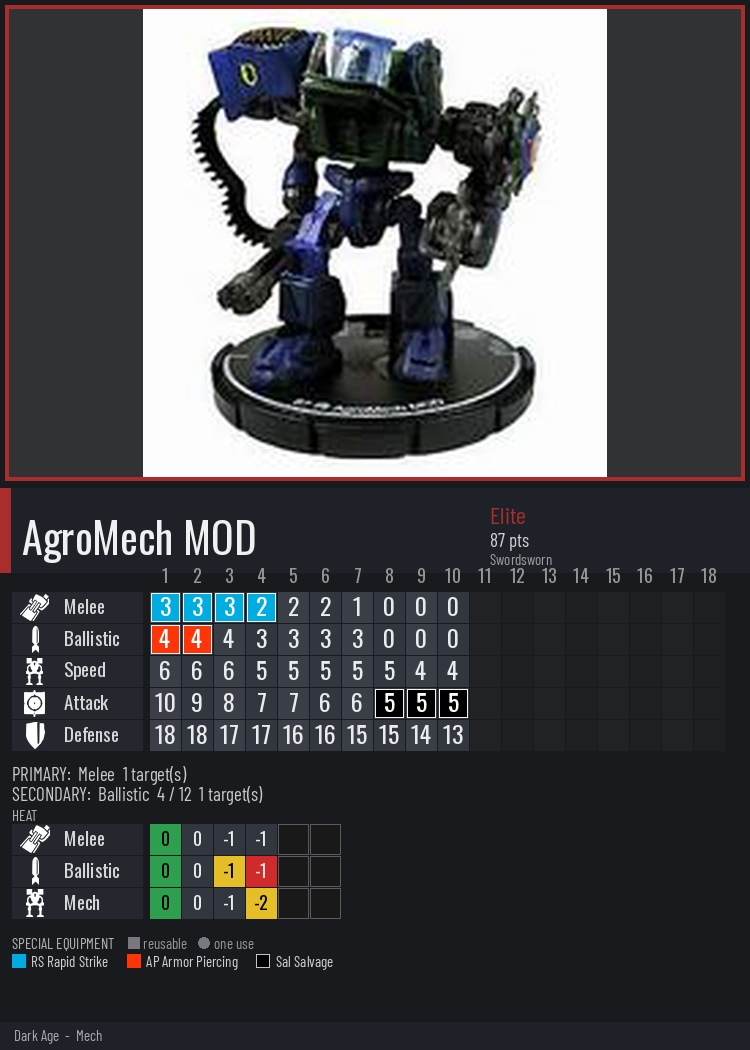 AgroMech MOD
AgroMech MOD
Elite
87 pts
Swordsworn
1 2 3 4 5 6 7 8 9 10 11 12 13 14 15 16 17 18
Melee 3 3 3 2 2 2 1 0 0 0
Ballistic 4 4 4 3 3 3 3 0 0 0
Speed 6 6 6 5 5 5 5 5 4 4
Attack 10 9 8 7 7 6 6 5 5 5
Defense 18 18 17 17 16 16 15 15 14 13
PRIMARY: Melee 1 target(s)
SECONDARY: Ballistic 4 / 12 1 target(s)
HEAT
Melee 0 0 -1 -1
Ballistic 0 0 -1 -1
Mech 0 0 -1 -2
SPECIAL EQUIPMENT reusable one use
RS Rapid Strike AP Armor Piercing Sal Salvage
Dark Age - Mech